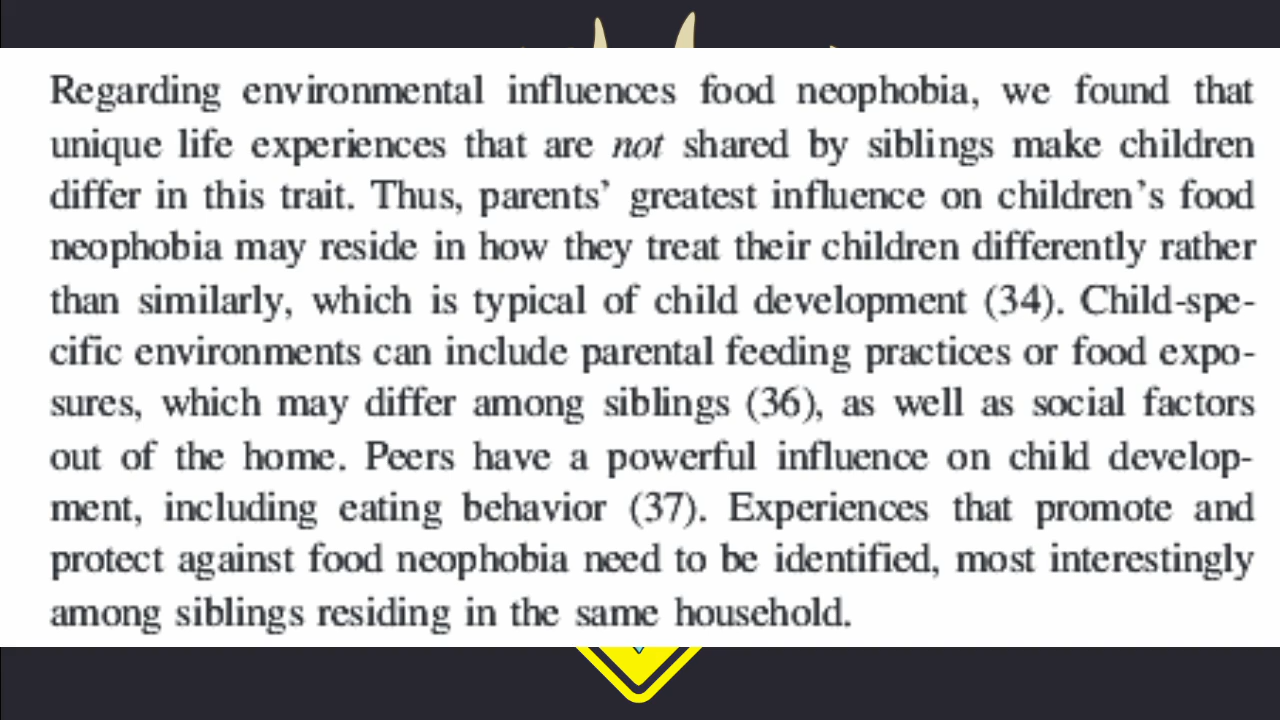 Regarding environmental influences food neophobia, we found that
unique life experiences that are not shared by siblings make children
differ in this trait. Thus, parents’ greatest influence on children’s food
neophobia may reside in how they treat their children differently rather
than similarly, which is typical of child development (34). Child-spe-
cific environments can include parental feeding practices or food expo-
sures, which may differ among siblings (36), as well as social factors
out of the home. Peers have a powerful influence on child develop-
ment, including eating behavior (37). Experiences that promote and
protect against food neophobia need to be identified, most interestingly
among siblings residing in the same household.